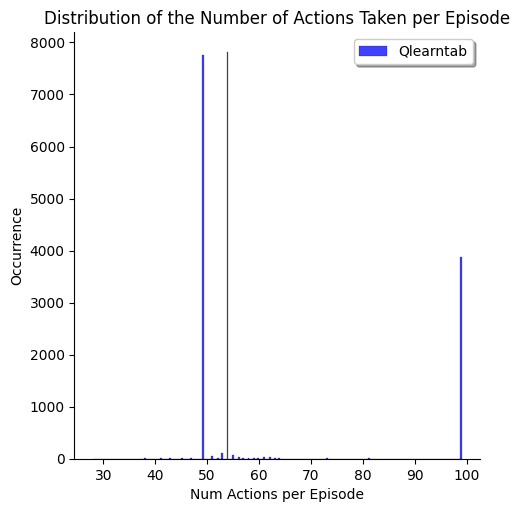 Distribution of the Number of Actions Taken per Episode
Qlearntab
8000
7000
6000
5000
4000
3000
2000
1000
0
Occurrence
30 40 50 60 70 80 90 100
Num Actions per Episode